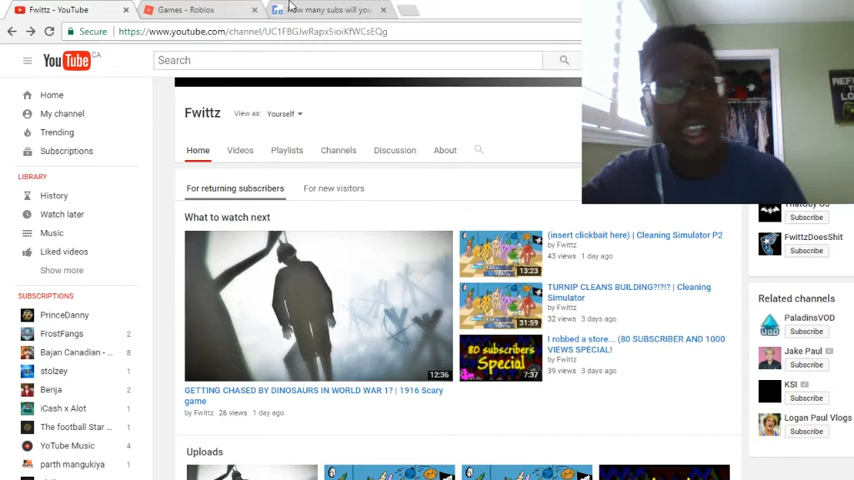 Fwittz - YouTube
Games - Roblox
How many subs will you
Secure
https://www.youtube.com/channel/
YouTube CA
Search
Home
My channel
Trending
Subscriptions
LIBRARY
History
Watch later
Music
Liked videos
Show more
SUBSCRIPTIONS
PrinceDanny
FrostFangs 2
Bajan Canadian - ... 8
stolzey 1
Benja 2
iCash x Alot 1
The football Star ... 2
YoTube Music 4
parth mangukiya 1
Fwittz
View as: Yourself
Home Videos Playlists Channels Discussion About
For returning subscribers
For new visitors
What to watch next
12:36
GETTING CHASED BY DINOSAURS IN WORLD WAR 1? | 1916 Scary
game
by Fwittz
26 views 1 day ago
13:23
(insert clickbait here) | Cleaning Simulator P2
by Fwittz
43 views 1 day ago
31:59
TURNIP CLEANS BUILDING?!?!? | Cleaning
Simulator
by Fwittz
32 views 3 days ago
80 subscribers
Special
7:37
I robbed a store... (80 SUBSCRIBER AND 1000
VIEWS SPECIAL!
by Fwittz
39 views 3 days ago
Uploads
Subscribe
FwittzDoesShit
Subscribe
Related channels
PaladinsVOD
Subscribe
Jake Paul
Subscribe
KSI
Subscribe
Logan Paul Vlogs
Subscribe